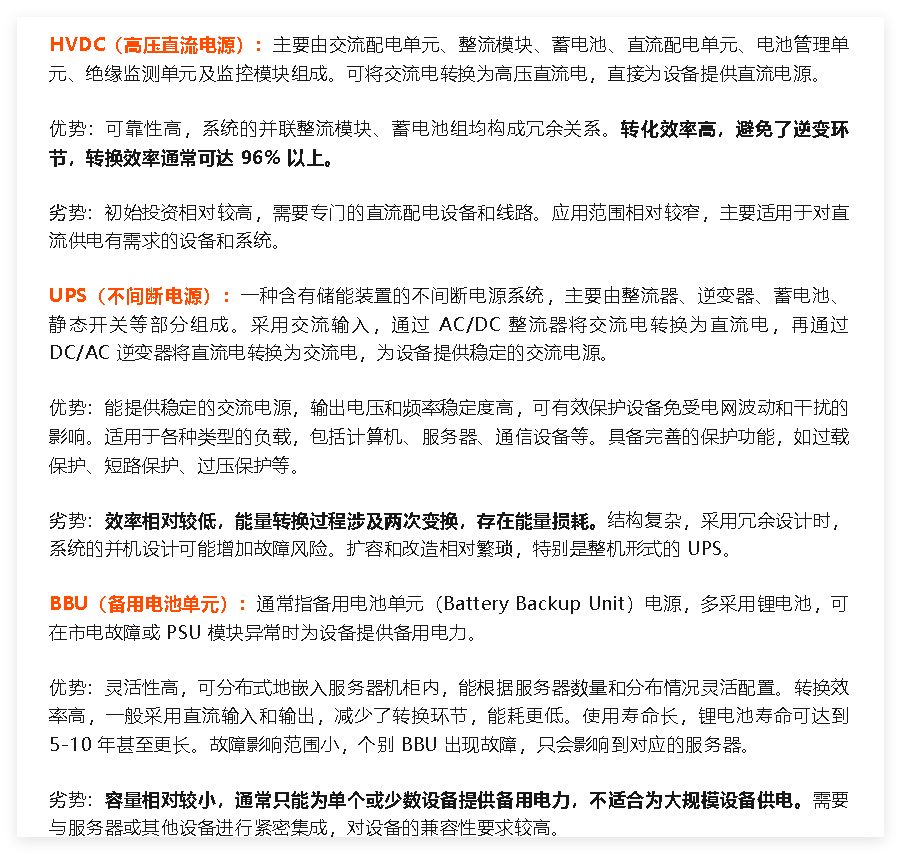 HVDC（高压直流电源）：主要由交流配电单元、整流模块、蓄电池、直流配电单元、电池管理单
元、绝缘监测单元及监控模块组成。可将交流电转换为高压直流电，直接为设备提供直流电源。
优势：可靠性高，系统的并联整流模块、蓄电池组均构成冗余关系。转化效率高，避免了逆变环
节，转换效率通常可达 96% 以上。
劣势：初始投资相对较高，需要专门的直流配电设备和线路。应用范围相对较窄，主要适用于对直
流供电有需求的设备和系统。
UPS（不间断电源）：一种含有储能装置的不间断电源系统，主要由整流器、逆变器、蓄电池、
静态开关等部分组成。采用交流输入，通过 AC/DC 整流器将交流电转换为直流电，再通过
DC/AC 逆变器将直流电转换为交流电，为设备提供稳定的交流电源。
优势：能提供稳定的交流电源，输出电压和频率稳定度高，可有效保护设备免受电网波动和干扰的
影响。适用于各种类型的负载，包括计算机、服务器、通信设备等。具备完善的保护功能，如过载
保护、短路保护、过压保护等。
劣势：效率相对较低，能量转换过程涉及两次变换，存在能量损耗。结构复杂，采用冗余设计时，
系统的并机设计可能增加故障风险。扩容和改造相对繁琐，特别是整机形式的 UPS。
BBU（备用电池单元）：通常指备用电池单元（Battery Backup Unit）电源，多采用锂电池，可
在市电故障或 PSU 模块异常时为设备提供备用电力。
优势：灵活性高，可分布式地嵌入服务器机柜内，能根据服务器数量和分布情况灵活配置。转换效
率高，一般采用直流输入和输出，减少了转换环节，能耗更低。使用寿命长，锂电池寿命可达到
5-10 年甚至更长。故障影响范围小，个别 BBU 出现故障，只会影响到对应的服务器。
劣势：容量相对较小，通常只能为单个或少数设备提供备用电力，不适合为大规模设备供电。需要
与服务器或其他设备进行紧密集成，对设备的兼容性要求较高。